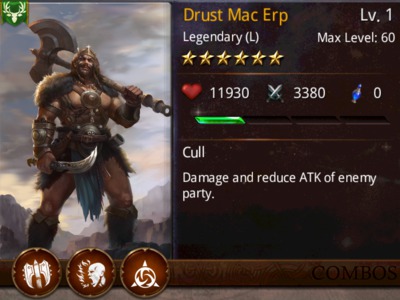 Drust Mac Erp Lv. 1
Legendary (L) Max Level: 60
11930 3380 0
Cull
Damage and reduce ATK of enemy
party.
COMBOS